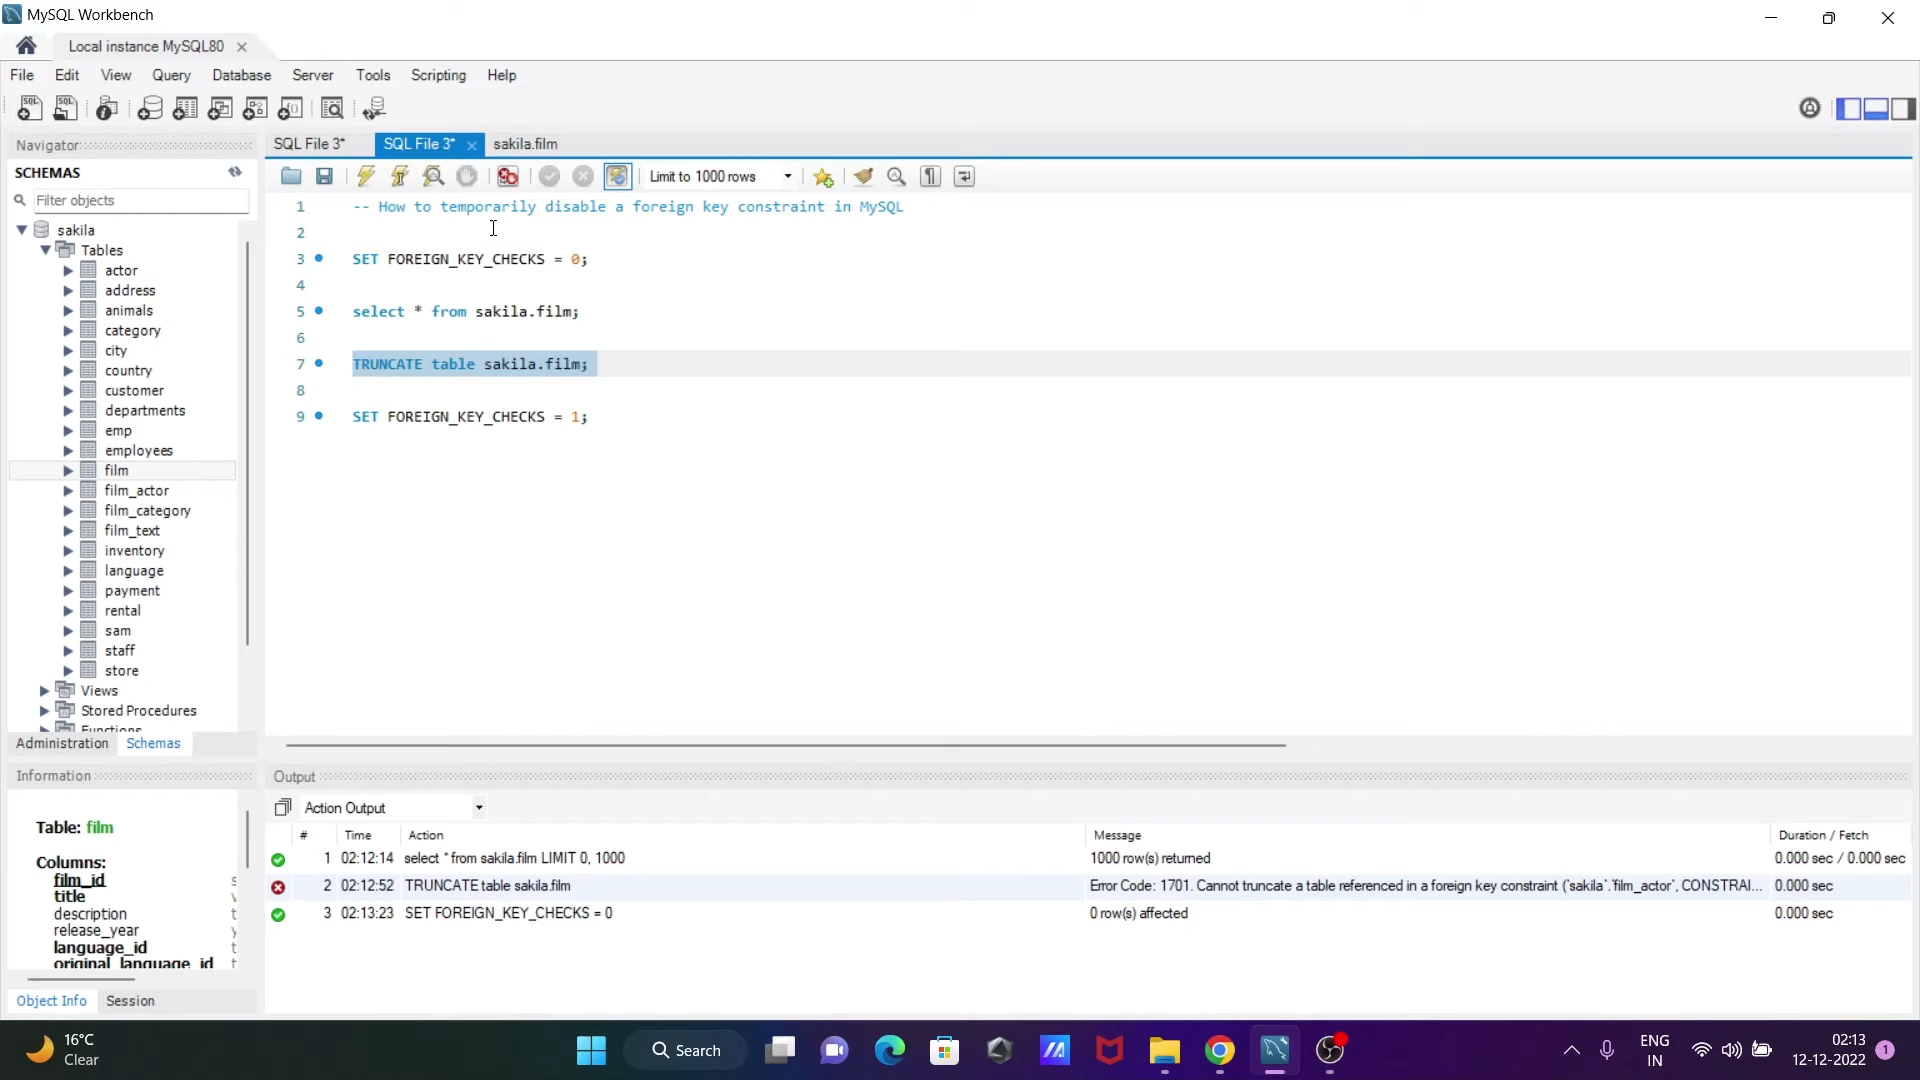 MySQL Workbench
Local instance MySQL80
File Edit View Query Database Server Tools Scripting Help
Navigator
SCHEMAS
Filter objects
sakila
Tables
actor
address
animals
category
city
country
customer
departments
emp
employees
film
film_actor
film_category
film_text
inventory
language
payment
rental
sam
staff
store
Views
Stored Procedures
Functions
Administration Schemas
Information
Table: film
Columns:
film_id s
title v
description t
release_year y
language_id t
original_language_id t
Object Info Session
SQL File 3* SQL File 3* sakila.film
Limit to 1000 rows
1 -- How to temporarily disable a foreign key constraint in MySQL
2
3 SET FOREIGN_KEY_CHECKS = 0;
4
5 select * from sakila.film;
6
7 TRUNCATE table sakila.film;
8
9 SET FOREIGN_KEY_CHECKS = 1;
Output
Action Output
# Time Action Message Duration / Fetch
1 02:12:14 select * from sakila.film LIMIT 0, 1000 1000 row(s) returned 0.000 sec / 0.000 sec
2 02:12:52 TRUNCATE table sakila.film Error Code: 1701. Cannot truncate a table referenced in a foreign key constraint (`sakila`.`film_actor`, CONSTRAI... 0.000 sec
3 02:13:23 SET FOREIGN_KEY_CHECKS = 0 0 row(s) affected 0.000 sec
16°C
Clear
Search
ENG
IN
02:13
12-12-2022
1